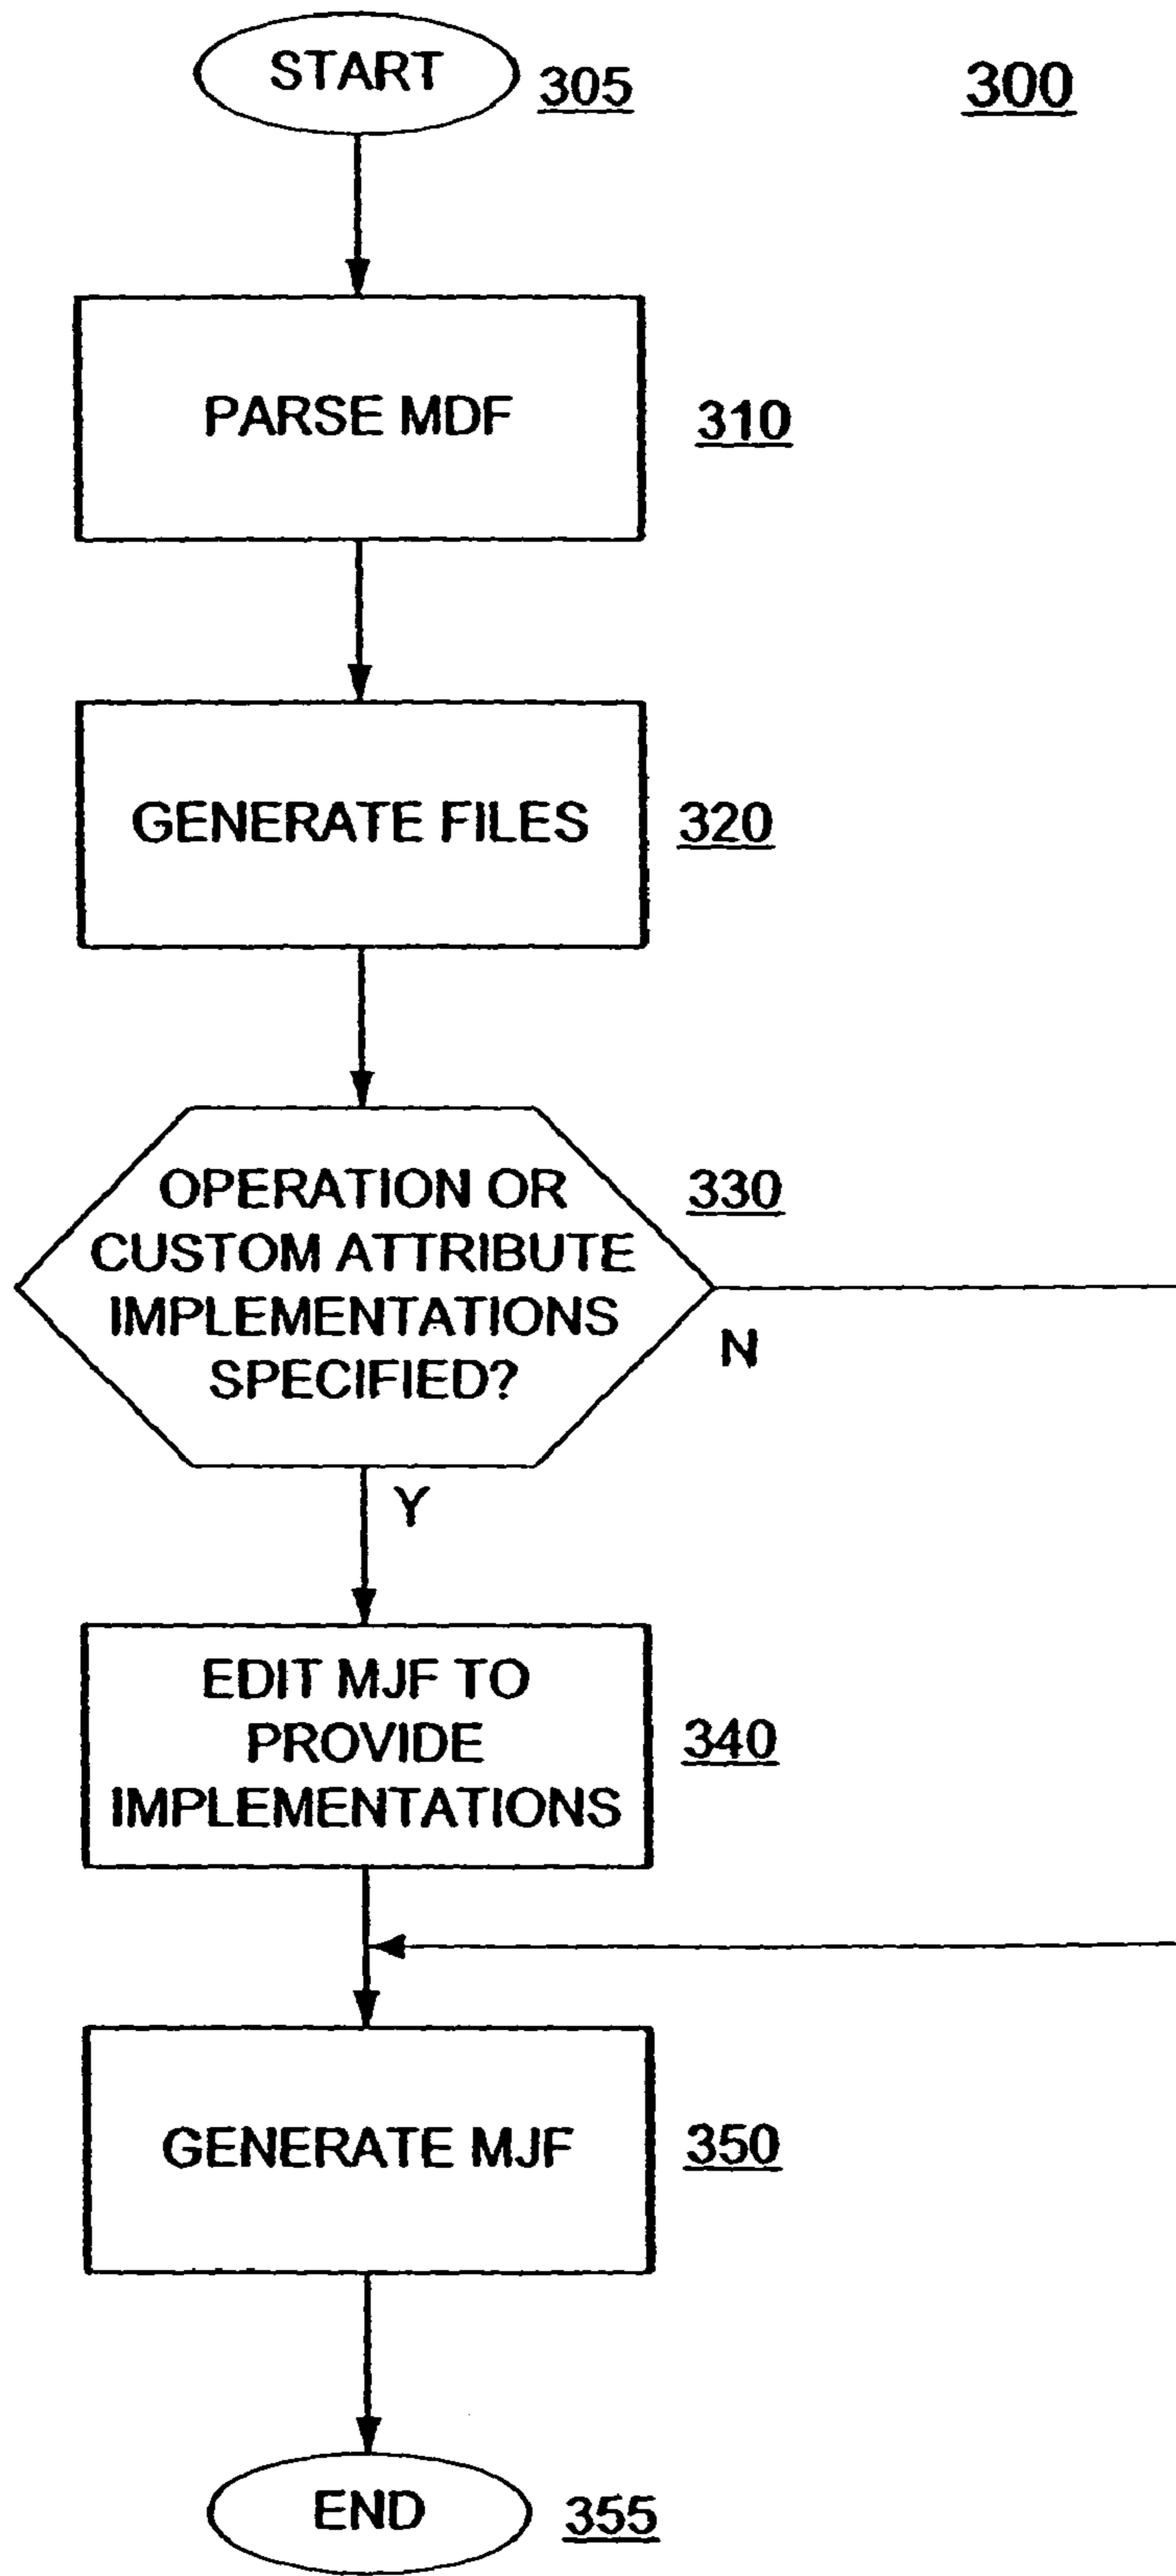 START
305
300
PARSE MDF
310
GENERATE FILES
320
OPERATION OR
CUSTOM ATTRIBUTE
IMPLEMENTATIONS
SPECIFIED?
330
N
Y
EDIT MJF TO
PROVIDE
IMPLEMENTATIONS
340
GENERATE MJF
350
END
355